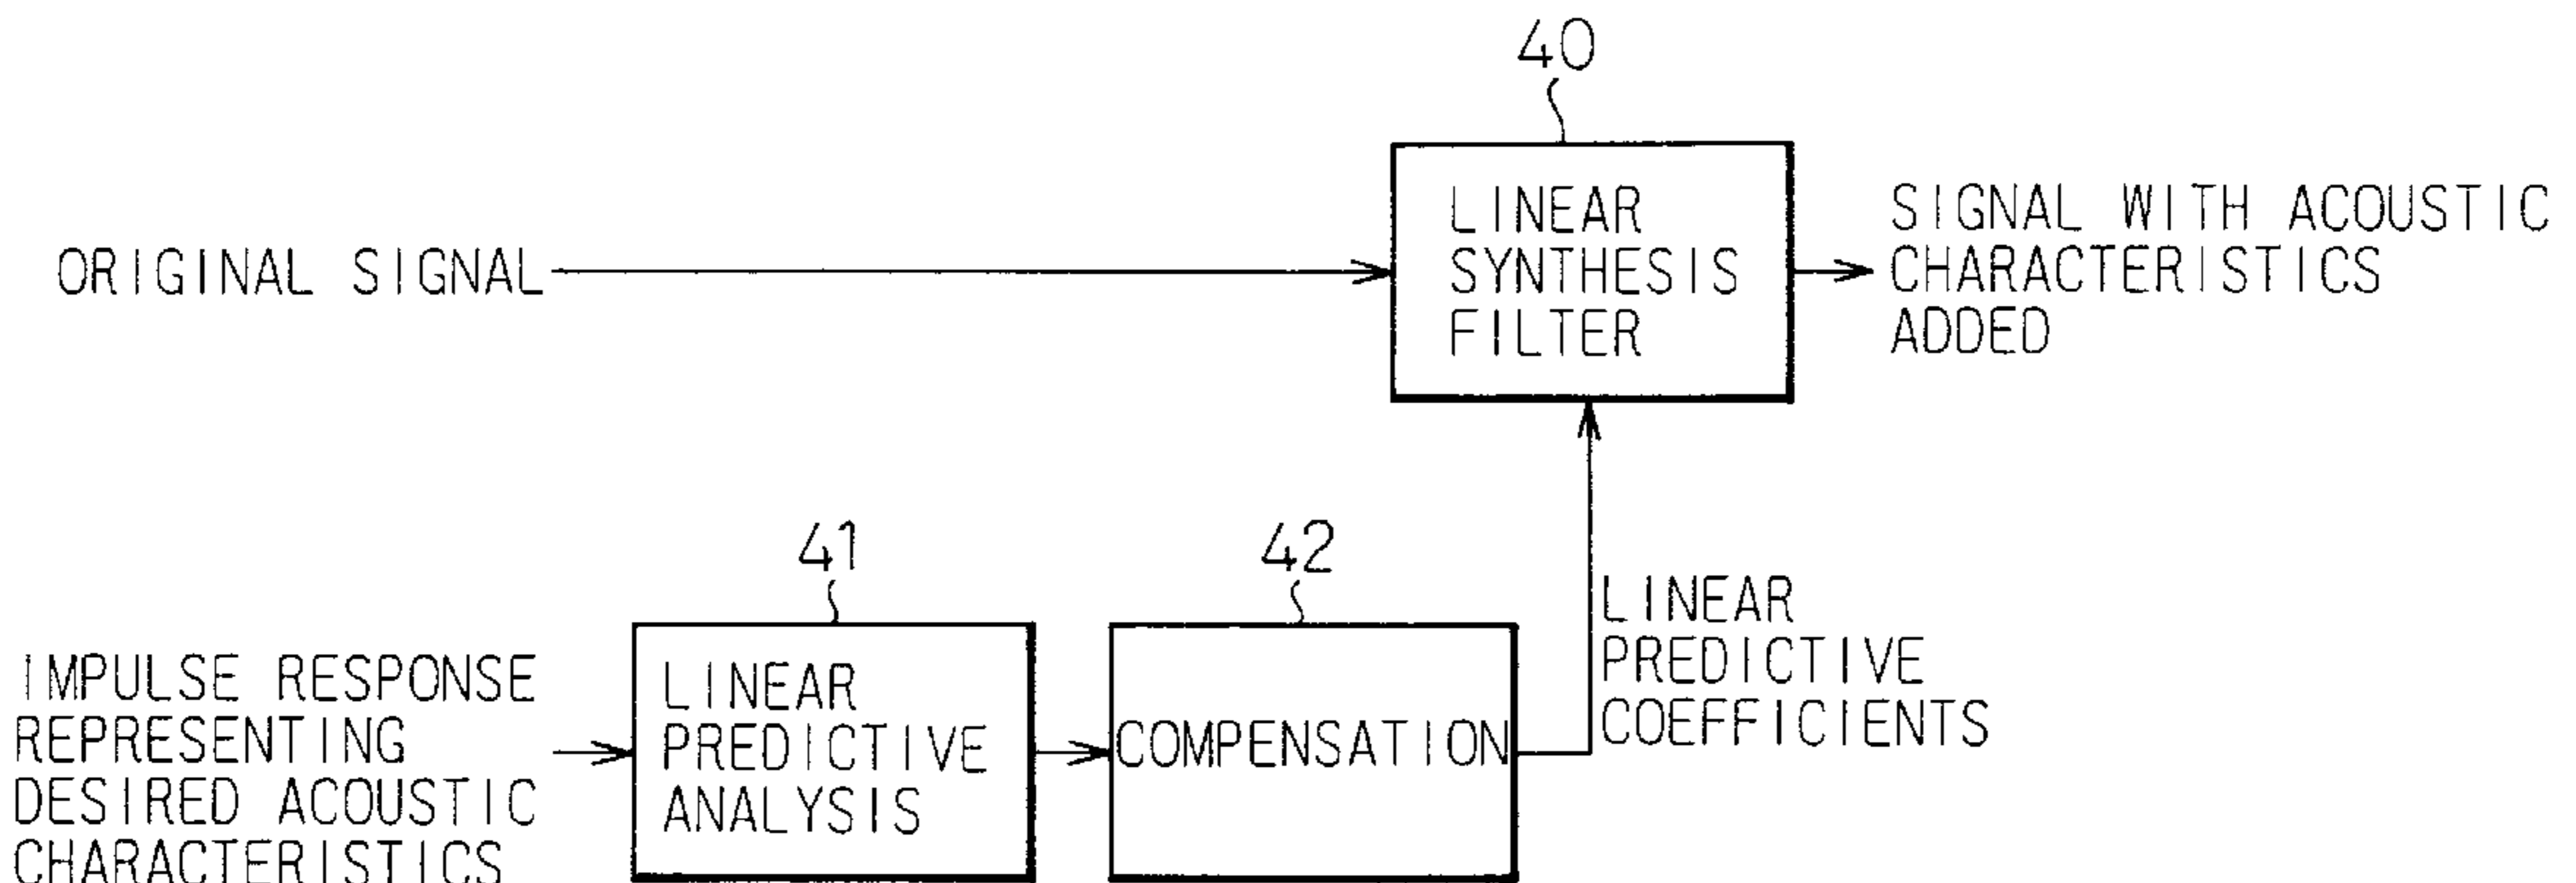 40
ORIGINAL SIGNAL
LINEAR
SYNTHESIS
FILTER
SIGNAL WITH ACOUSTIC
CHARACTERISTICS
ADDED
41
42
IMPULSE RESPONSE
REPRESENTING
DESIRED ACOUSTIC
CHARACTERISTICS
LINEAR
PREDICTIVE
ANALYSIS
COMPENSATION
LINEAR
PREDICTIVE
COEFFICIENTS